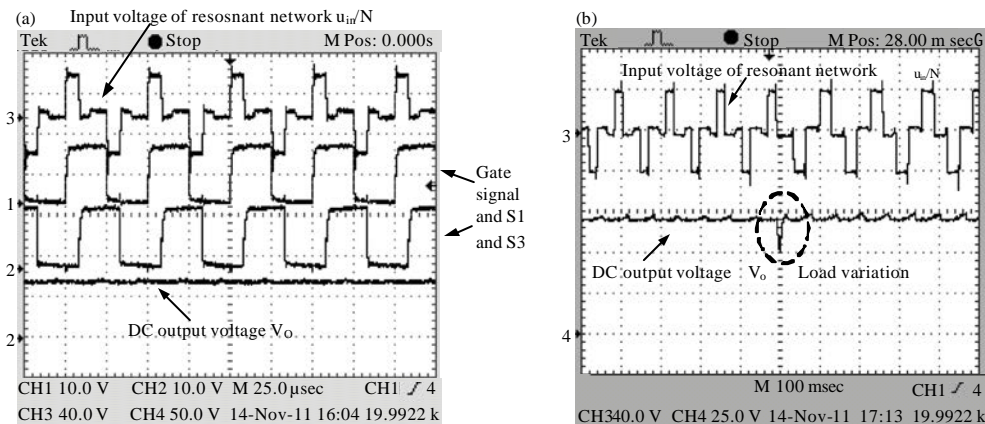 (a)
Input voltage of resosnant network uin/N
Tek Stop M Pos: 0.000s
3
1
2
2
Gate
signal
and S1
and S3
DC output voltage VO
CH1 10.0 V CH2 10.0 V M 25.0 µsec CH1 4
CH3 40.0 V CH4 50.0 V 14-Nov-11 16:04 19.9922 k
(b)
Tek Stop M Pos: 28.00 m secG
Input voltage of resonant network
3
DC output voltage Vo Load variation
4
M 100 msec CH1 4
CH340.0 V CH4 25.0 V 14-Nov-11 17:13 19.9922 k